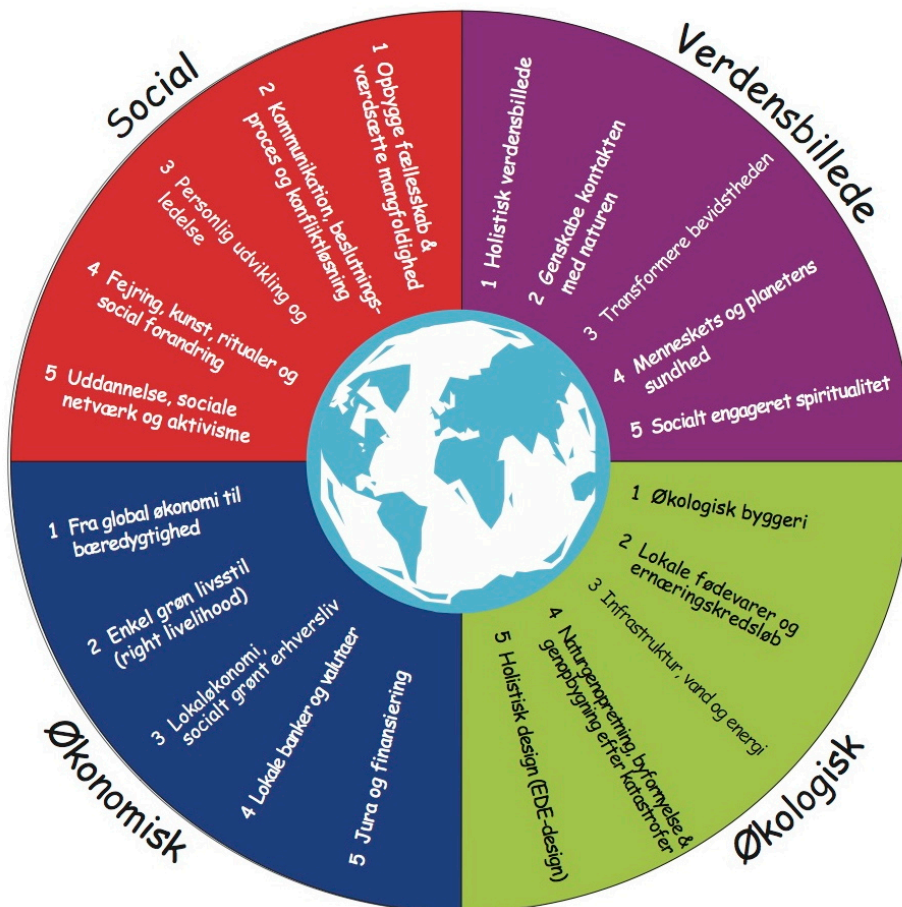 Social
1 Opbygge fællesskab &
værdsætte mangfoldighed
2 Kommunikation, beslutnings-
proces og konfliktløsning
3 Personlig udvikling og
ledelse
4 Fejring, kunst, ritualer og
social forandring
5 Uddannelse, sociale
netværk og aktivisme
Verdensbillede
1 Holistisk verdensbillede
2 Genskabe kontakten
med naturen
3 Transformere bevidstheden
4 Menneskets og planetens
sundhed
5 Socialt engageret spiritualitet
Økonomisk
1 Fra global økonomi til
bæredygtighed
2 Enkel grøn livsstil
(right livelihood)
3 Lokaløkonomi,
socialt grønt erhversliv
4 Lokale banker og valutaer
5 Jura og finansiering
Økologisk
1 Økologisk byggeri
2 Lokale fødevarer og
ernæringskredsløb
3 Infrastruktur, vand og energi
4 Naturgenopretning, byfornyelse &
genopbygning efter katastrofer
5 Holistisk design (EDE-design)